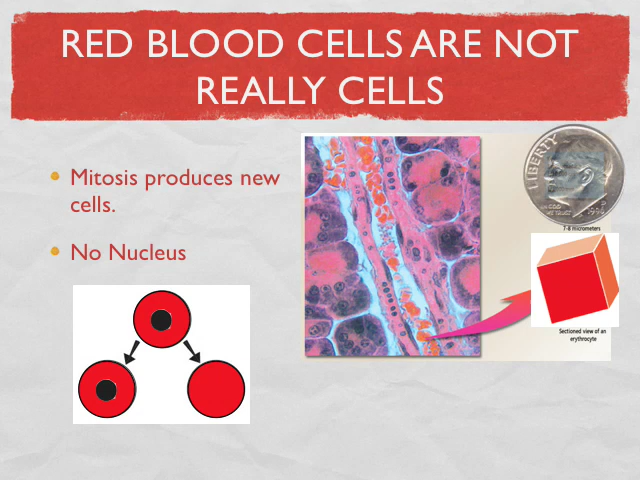 RED BLOOD CELLS ARE NOT
REALLY CELLS
Mitosis produces new
cells.
No Nucleus
LIBERTY
7-8 micrometers
Sectioned view of an
erythrocyte